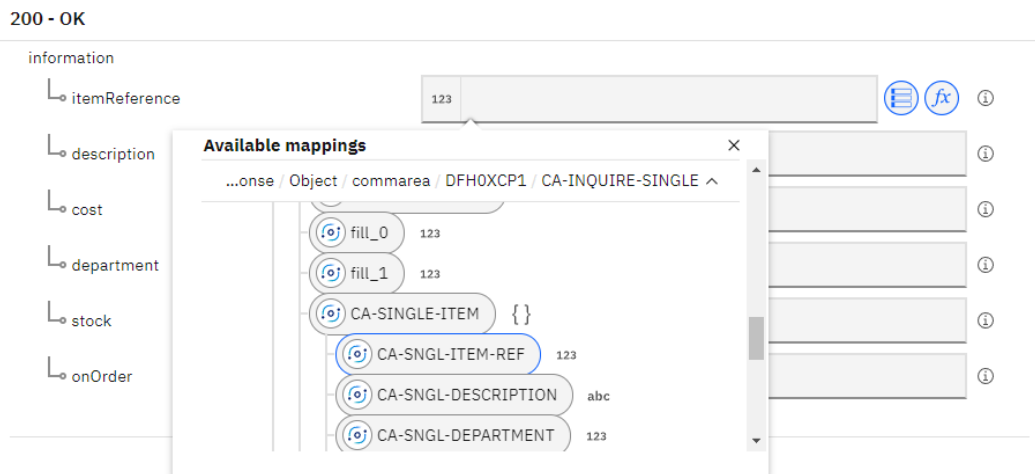 200 - OK
information
itemReference
123
fx
description
Available mappings
...onse / Object / commarea / DFH0XCP1 / CA-INQUIRE-SINGLE
cost
fill_0 123
department
fill_1 123
CA-SINGLE-ITEM { }
stock
CA-SNGL-ITEM-REF 123
onOrder
CA-SNGL-DESCRIPTION abc
CA-SNGL-DEPARTMENT 123